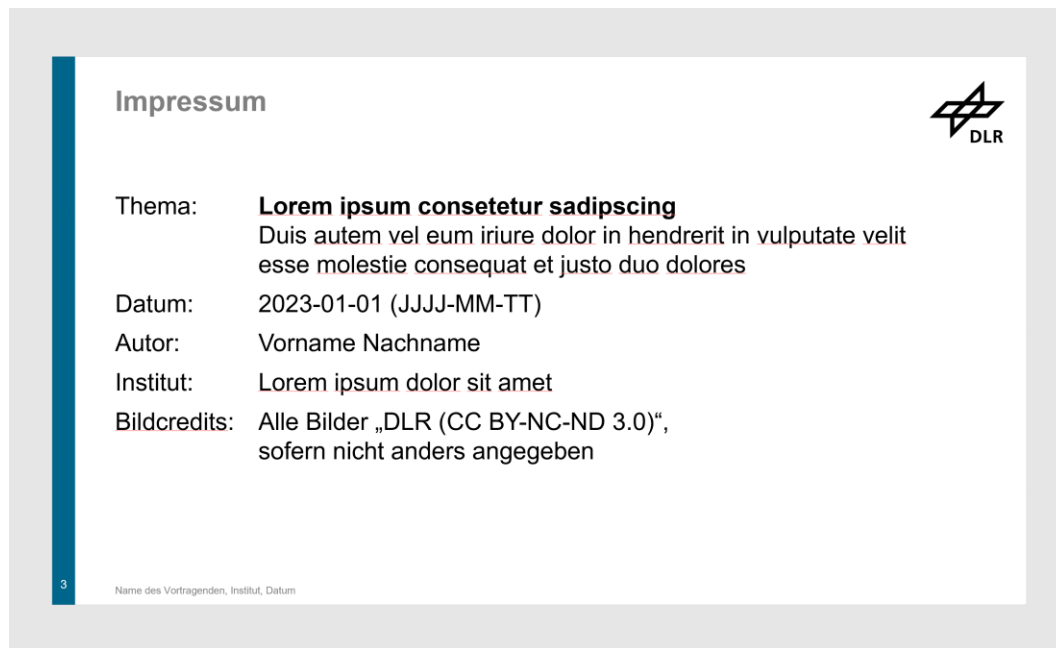 Impressum
DLR
Thema: Lorem ipsum consetetur sadipscing
Duis autem vel eum iriure dolor in hendrerit in vulputate velit
esse molestie consequat et justo duo dolores
Datum: 2023-01-01 (JJJJ-MM-TT)
Autor: Vorname Nachname
Institut: Lorem ipsum dolor sit amet
Bildcredits: Alle Bilder „DLR (CC BY-NC-ND 3.0)“,
sofern nicht anders angegeben
3
Name des Vortragenden, Institut, Datum